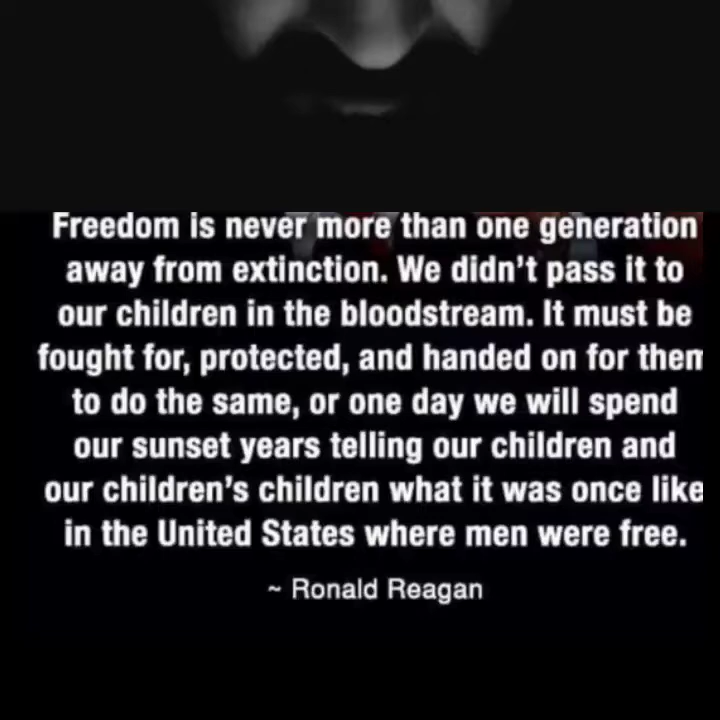 Freedom is never more than one generation
away from extinction. We didn't pass it to
our children in the bloodstream. It must be
fought for, protected, and handed on for them
to do the same, or one day we will spend
our sunset years telling our children and
our children's children what it was once like
in the United States where men were free.
~ Ronald Reagan